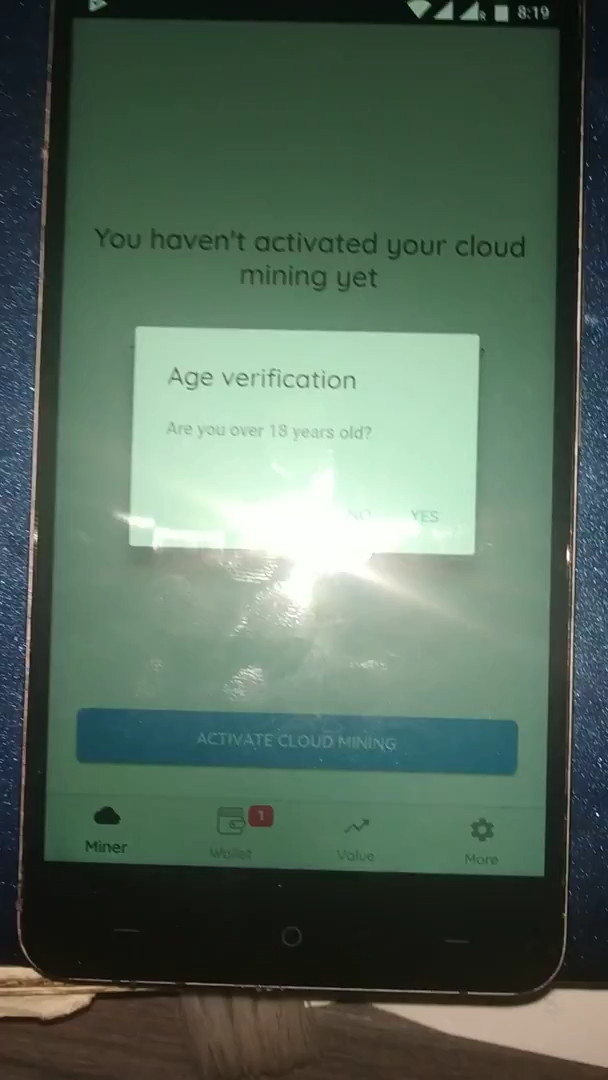 R 8:19
You haven't activated your cloud
mining yet
Age verification
Are you over 18 years old?
NO YES
ACTIVATE CLOUD MINING
1
Miner Wallet Value More